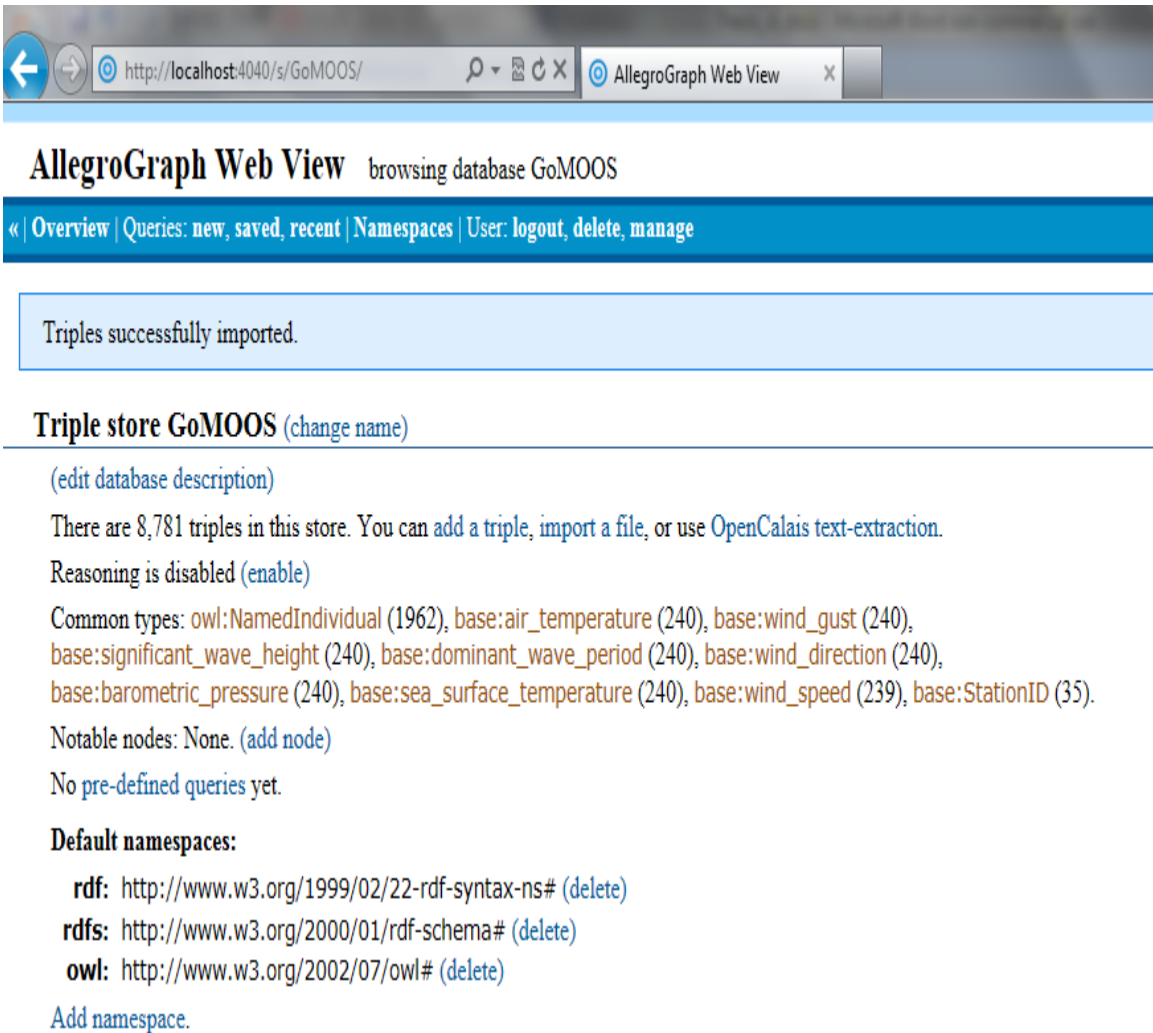 http://localhost:4040/s/GoMOOS/
AllegroGraph Web View
AllegroGraph Web View browsing database GoMOOS
« | Overview | Queries: new, saved, recent | Namespaces | User: logout, delete, manage
Triples successfully imported.
Triple store GoMOOS (change name)
(edit database description)
There are 8,781 triples in this store. You can add a triple, import a file, or use OpenCalais text-extraction.
Reasoning is disabled (enable)
Common types: owl:NamedIndividual (1962), base:air_temperature (240), base:wind_gust (240),
base:significant_wave_height (240), base:dominant_wave_period (240), base:wind_direction (240),
base:barometric_pressure (240), base:sea_surface_temperature (240), base:wind_speed (239), base:StationID (35).
Notable nodes: None. (add node)
No pre-defined queries yet.
Default namespaces:
rdf: http://www.w3.org/1999/02/22-rdf-syntax-ns# (delete)
rdfs: http://www.w3.org/2000/01/rdf-schema# (delete)
owl: http://www.w3.org/2002/07/owl# (delete)
Add namespace.